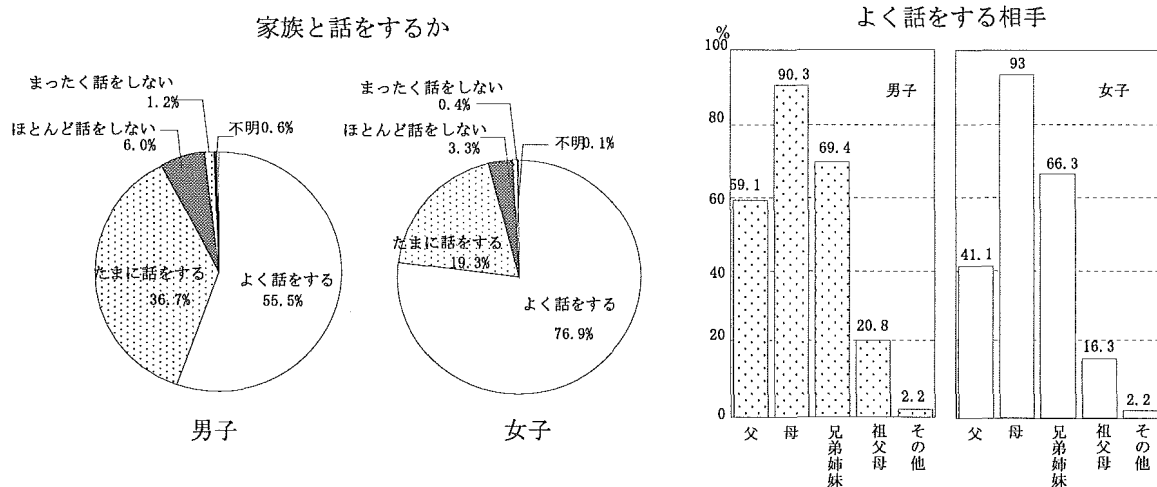 家族と話をするか
まったく話をしない
1.2%
ほとんど話をしない
6.0%
不明0.6%
たまに話をする
36.7%
よく話をする
55.5%
男子
まったく話をしない
0.4%
ほとんど話をしない
3.3%
不明0.1%
たまに話をする
19.3%
よく話をする
76.9%
女子
よく話をする相手
%
100
80
60
40
20
0
男子
59.1
90.3
69.4
20.8
2.2
父
母
兄弟姉妹
祖父母
その他
女子
41.1
93
66.3
16.3
2.2
父
母
兄弟姉妹
祖父母
その他